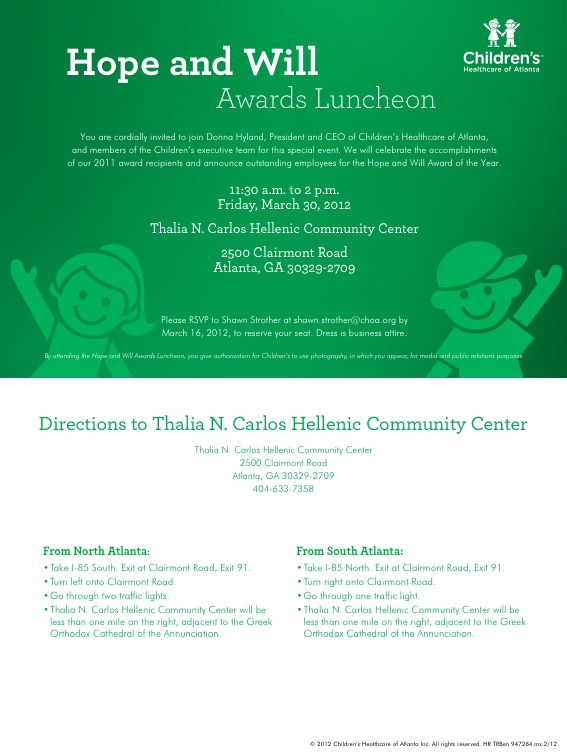 Children's™
Healthcare of Atlanta
Hope and Will
Awards Luncheon
You are cordially invited to join Donna Hyland, President and CEO of Children's Healthcare of Atlanta,
and members of the Children's executive team for this special event. We will celebrate the accomplishments
of our 2011 award recipients and announce outstanding employees for the Hope and Will Award of the Year.
11:30 a.m. to 2 p.m.
Friday, March 30, 2012
Thalia N. Carlos Hellenic Community Center
2500 Clairmont Road
Atlanta, GA 30329-2709
Please RSVP to Shawn Strother at shawn.strother@choa.org by
March 16, 2012, to reserve your seat. Dress is business attire.
By attending the Hope and Will Awards Luncheon, you give authorization for Children's to use photography, in which you appear, for media and public relations purposes.
Directions to Thalia N. Carlos Hellenic Community Center
Thalia N. Carlos Hellenic Community Center
2500 Clairmont Road
Atlanta, GA 30329-2709
404-633-7358
From North Atlanta:
• Take I-85 South. Exit at Clairmont Road, Exit 91.
• Turn left onto Clairmont Road.
• Go through two traffic lights.
• Thalia N. Carlos Hellenic Community Center will be
less than one mile on the right, adjacent to the Greek
Orthodox Cathedral of the Annunciation.
From South Atlanta:
• Take I-85 North. Exit at Clairmont Road, Exit 91.
• Turn right onto Clairmont Road.
• Go through one traffic light.
• Thalia N. Carlos Hellenic Community Center will be
less than one mile on the right, adjacent to the Greek
Orthodox Cathedral of the Annunciation.
© 2012 Children's Healthcare of Atlanta Inc. All rights reserved. HR TRBen 947284.ms.2/12